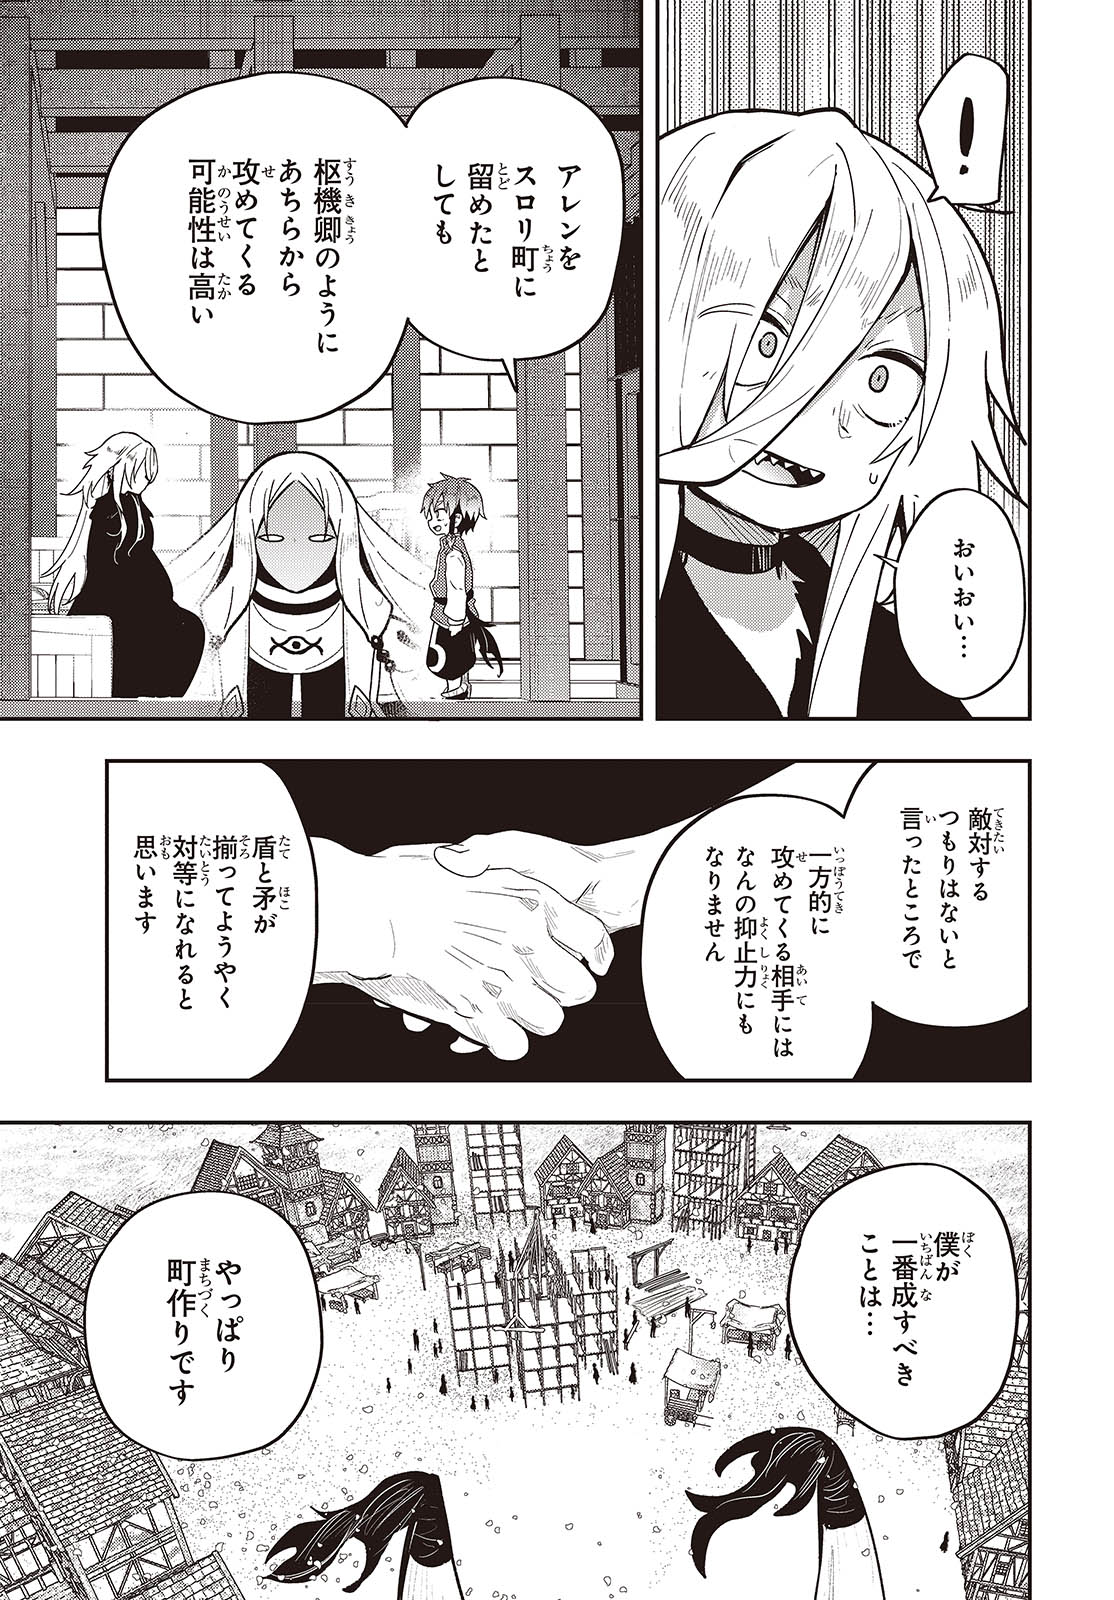 !
おいおい…
アレンを
スロリ町に
留めたと
しても
枢機卿のように
あちらから
攻めてくる
可能性は高い
敵対する
つもりはないと
言ったところで
一方的に
攻めてくる相手には
なんの抑止力にも
なりません
盾と矛が
揃ってようやく
対等になれると
思います
僕が
一番成すべき
ことは…
やっぱり
町作りです